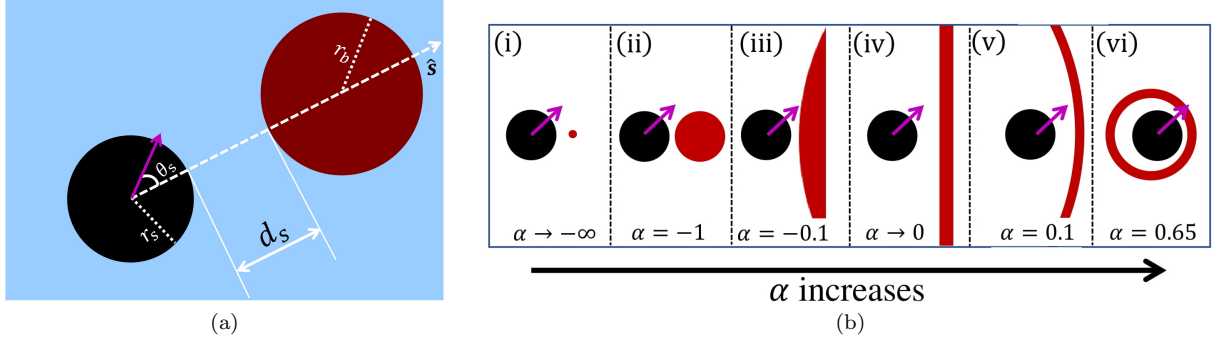 r_b
ŝ
θ_s
r_s
d_s
(a)
(i) (ii) (iii) (iv) (v) (vi)
α → −∞ α = −1 α = −0.1 α → 0 α = 0.1 α = 0.65
α increases
(b)